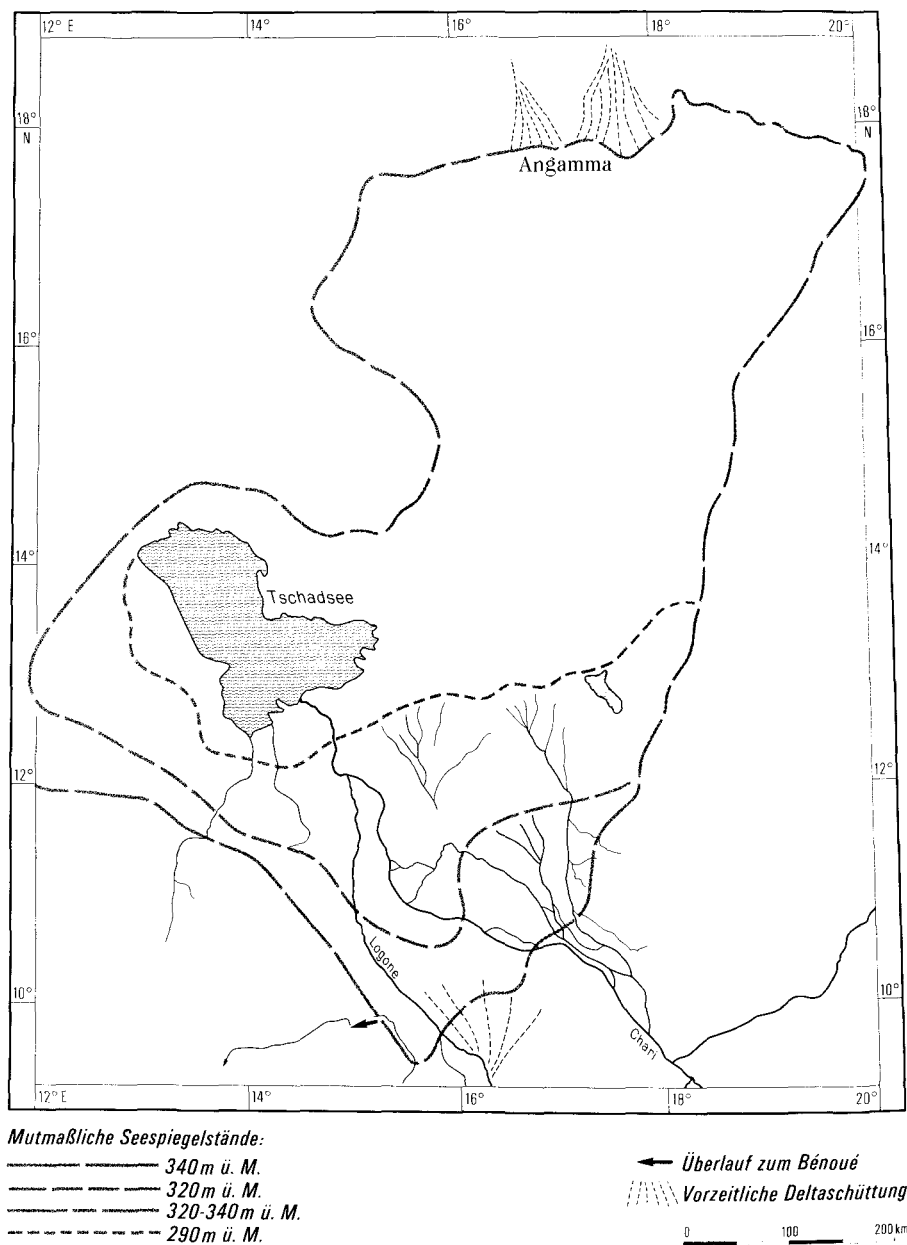 12° E 14° 16° 18° 20°
18° N
18° N
Angamma
16°
16°
14°
14°
Tschadsee
12°
12°
Logone
10°
10°
Chari
12° E 14° 16° 18° 20°
Mutmaßliche Seespiegelstände:
340m ü. M.
320m ü. M.
320-340m ü. M.
290m ü. M.
Überlauf zum Bénoué
Vorzeitliche Deltaschüttung
0 100 200km